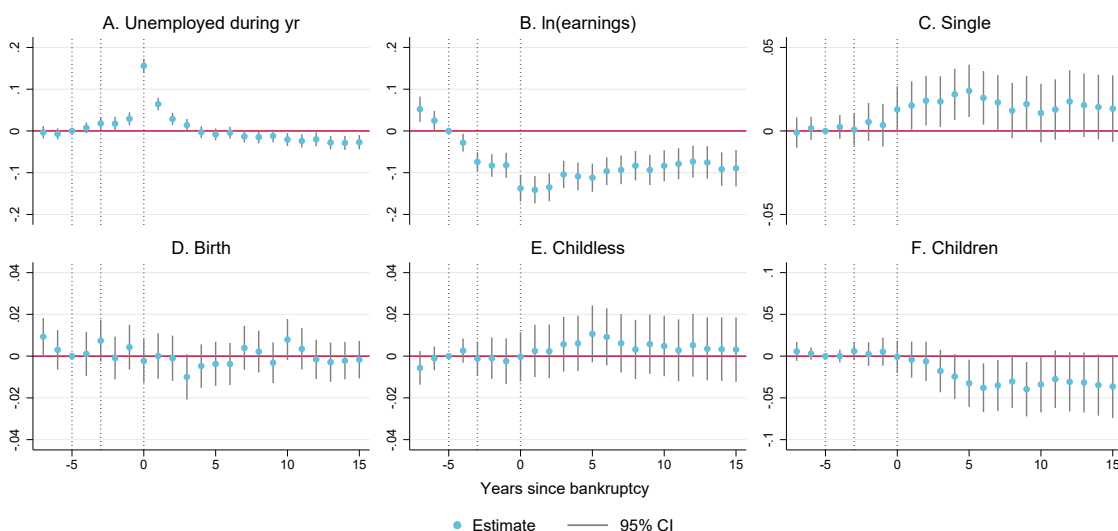 A. Unemployed during yr
.2
.1
0
-.1
-.2
B. ln(earnings)
.2
.1
0
-.1
-.2
C. Single
.05
0
-.05
D. Birth
.04
.02
0
-.02
-.04
-5 0 5 10 15
E. Childless
.04
.02
0
-.02
-.04
-5 0 5 10 15
F. Children
.1
.05
0
-.05
-.1
-5 0 5 10 15
Years since bankruptcy
Estimate 95% CI